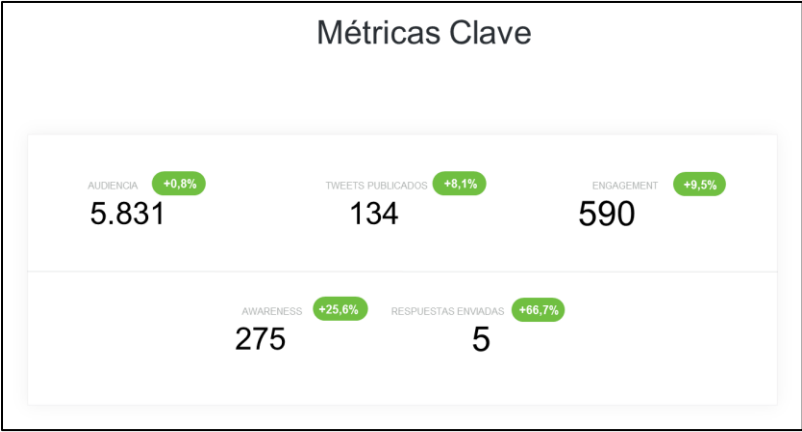 Métricas Clave
AUDIENCIA +0,8%
5.831
TWEETS PUBLICADOS +8,1%
134
ENGAGEMENT +9,5%
590
AWARENESS +25,6%
275
RESPUESTAS ENVIADAS +66,7%
5